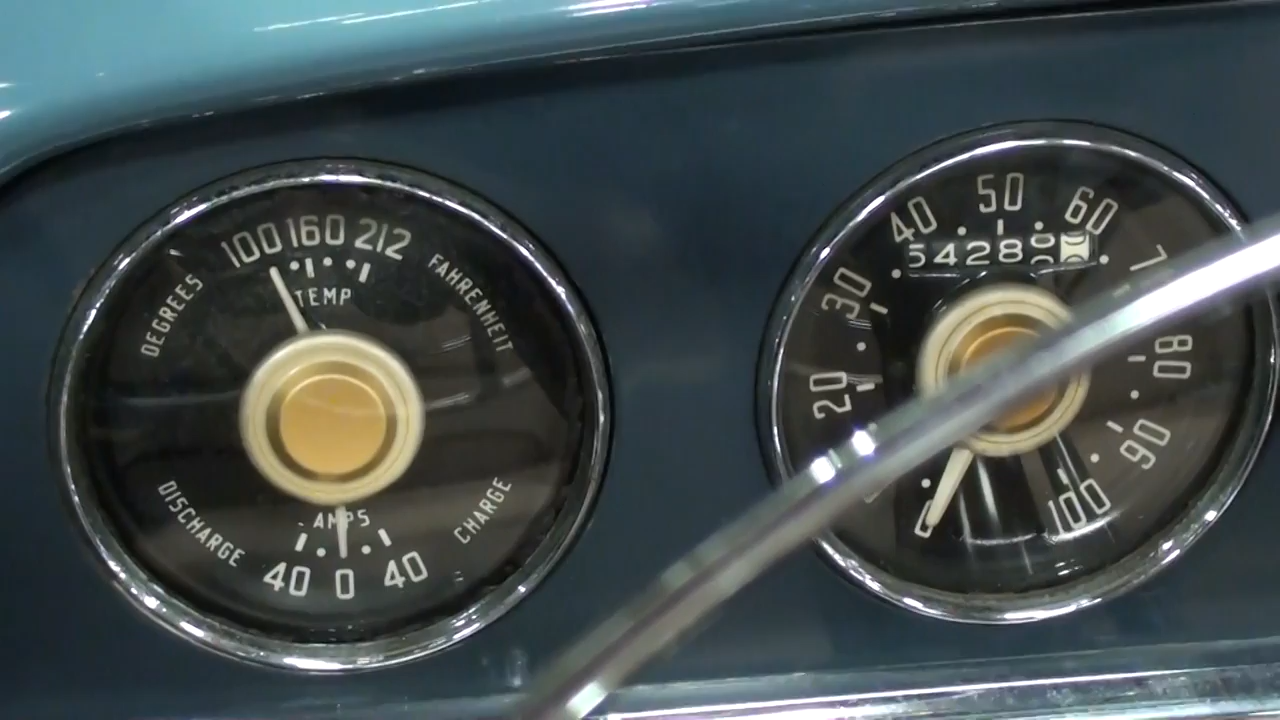 100 160 212
TEMP
DEGREES
FAHRENHEIT
DISCHARGE
AMPS
CHARGE
40 0 40
20 30 40 50 60
80 90 100
5428